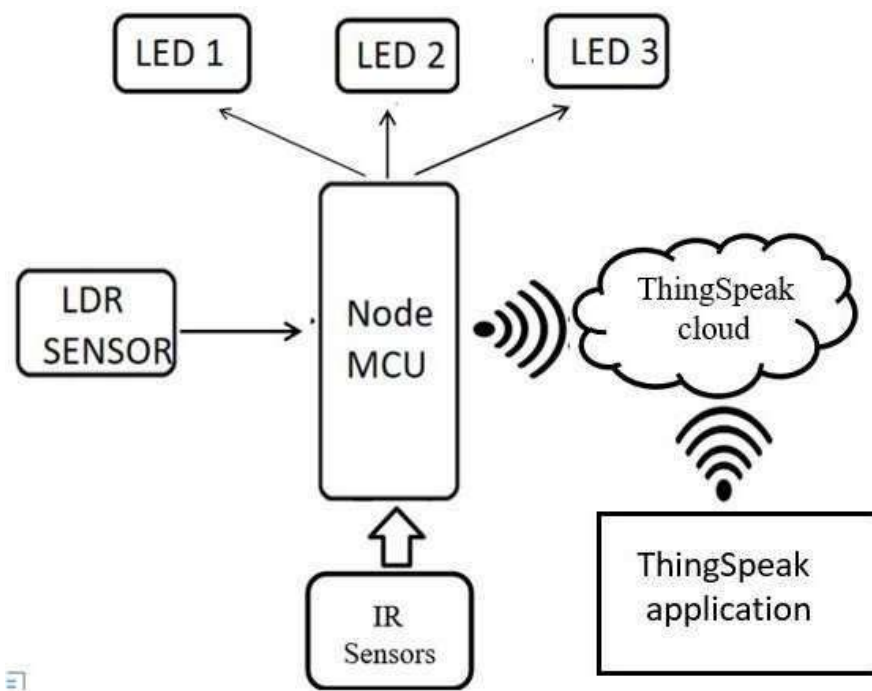 LED 1
LED 2
LED 3
LDR
SENSOR
Node
MCU
ThingSpeak
cloud
IR
Sensors
ThingSpeak
application